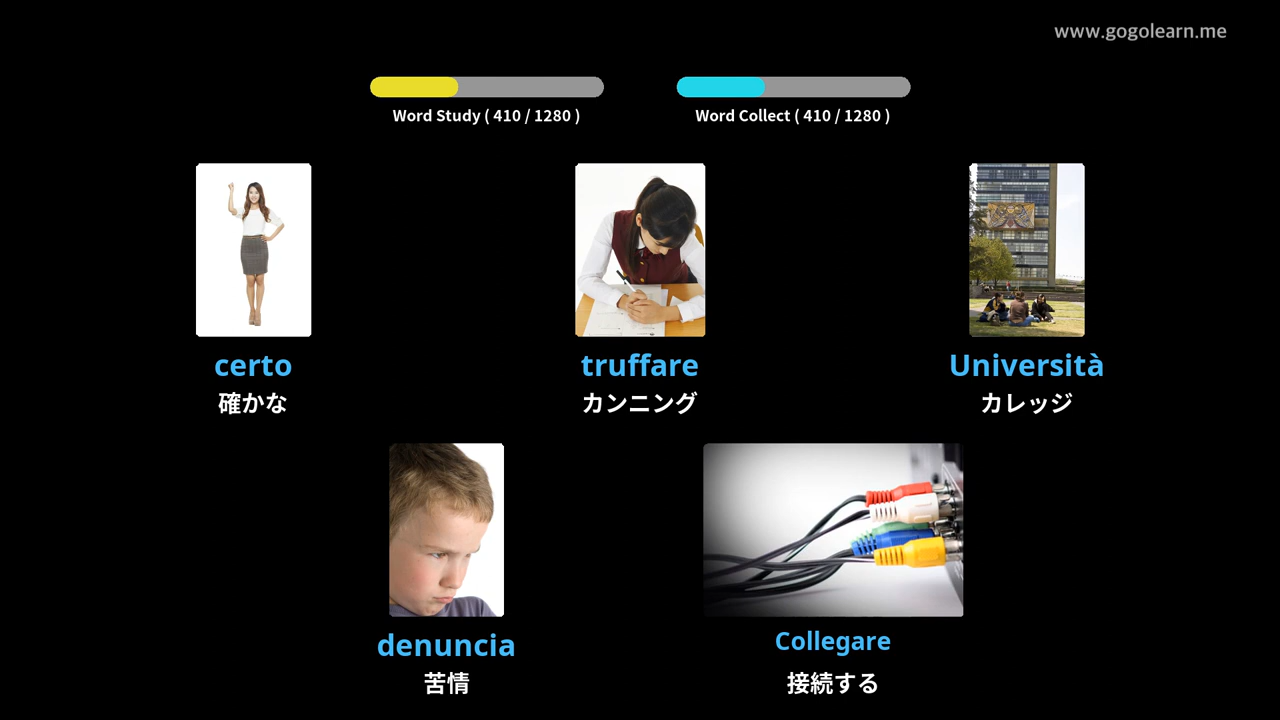 www.gogolearn.me
Word Study ( 410 / 1280 )
Word Collect ( 410 / 1280 )
certo
確かな
truffare
カンニング
Università
カレッジ
denuncia
苦情
Collegare
接続する